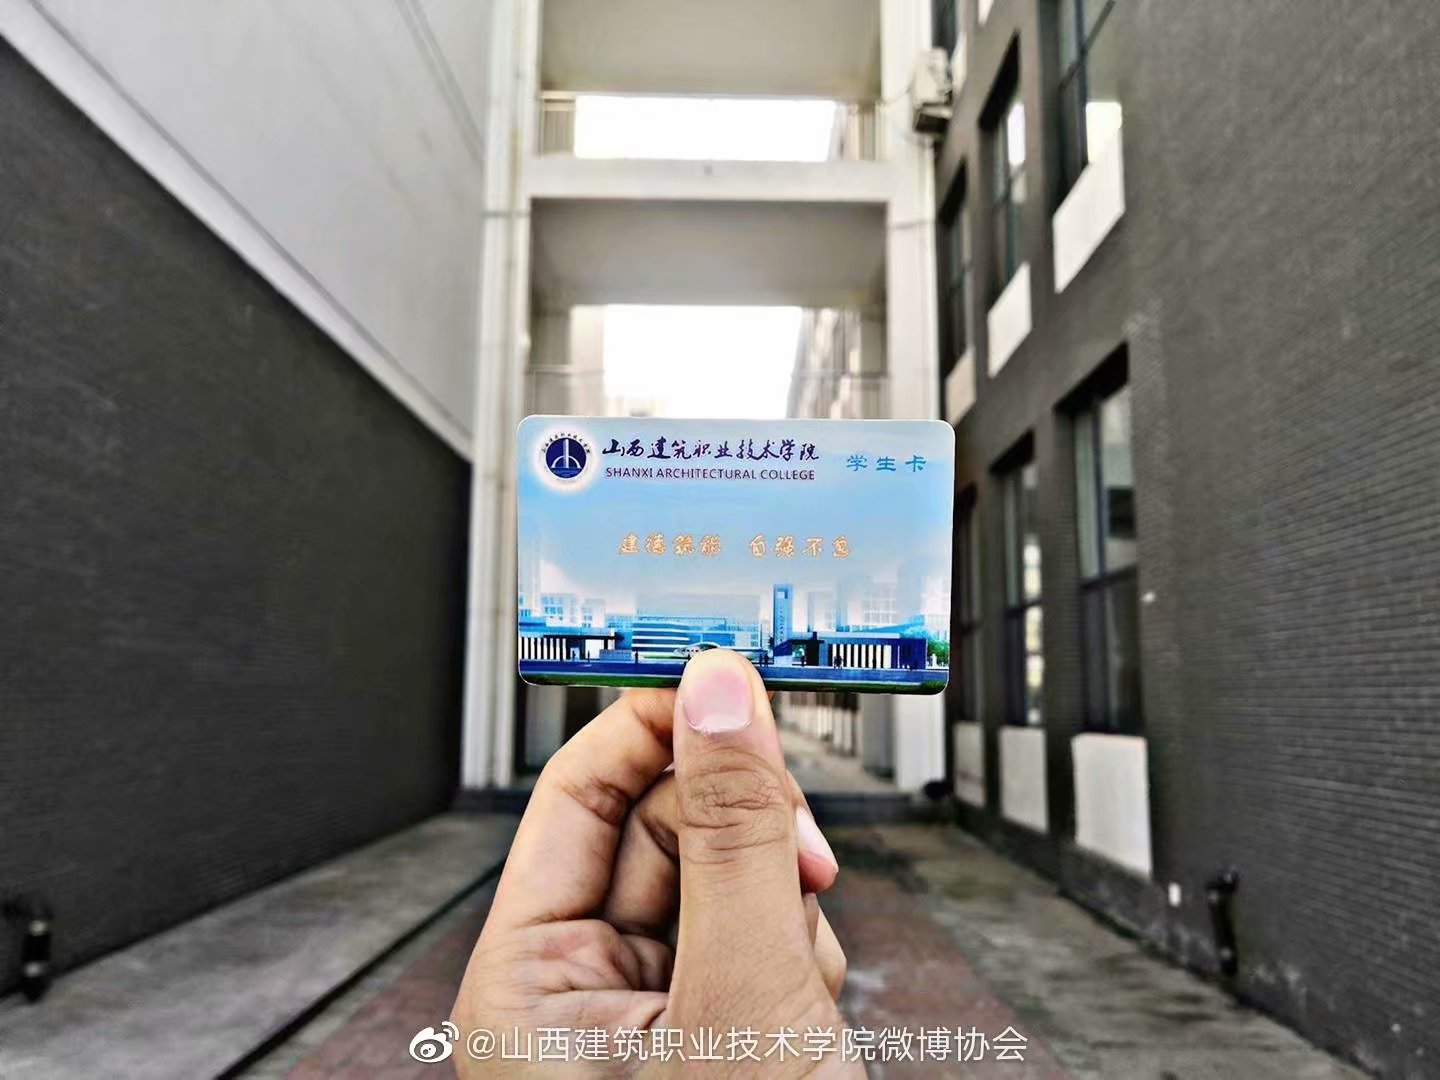 山西建筑职业技术学院
SHANXI ARCHITECTURAL COLLEGE
学生卡
建德筑能 自强不息
@山西建筑职业技术学院微博协会